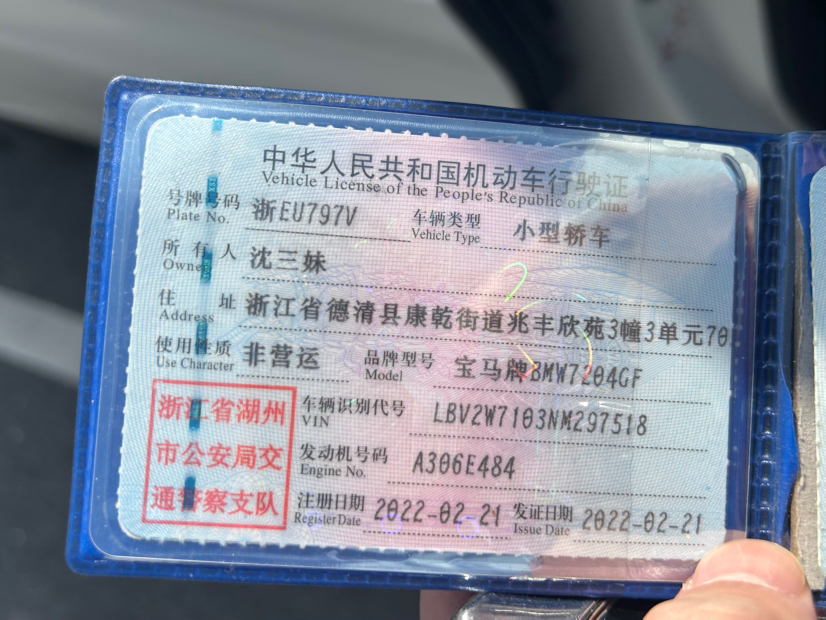 中华人民共和国机动车行驶证
Vehicle License of the People's Republic of China
号牌号码 浙EU797V 车辆类型 小型轿车
Plate No. Vehicle Type
所有人 沈三妹
Owner
住址 浙江省德清县康乾街道兆丰欣苑3幢3单元70
Address
使用性质 非营运 品牌型号 宝马牌BMW7204GF
Use Character Model
浙江省湖州
市公安局交
通警察支队
车辆识别代号 LBV2W7103NM297518
VIN
发动机号码 A306E484
Engine No.
注册日期 2022-02-21 发证日期 2022-02-21
Register Date Issue Date